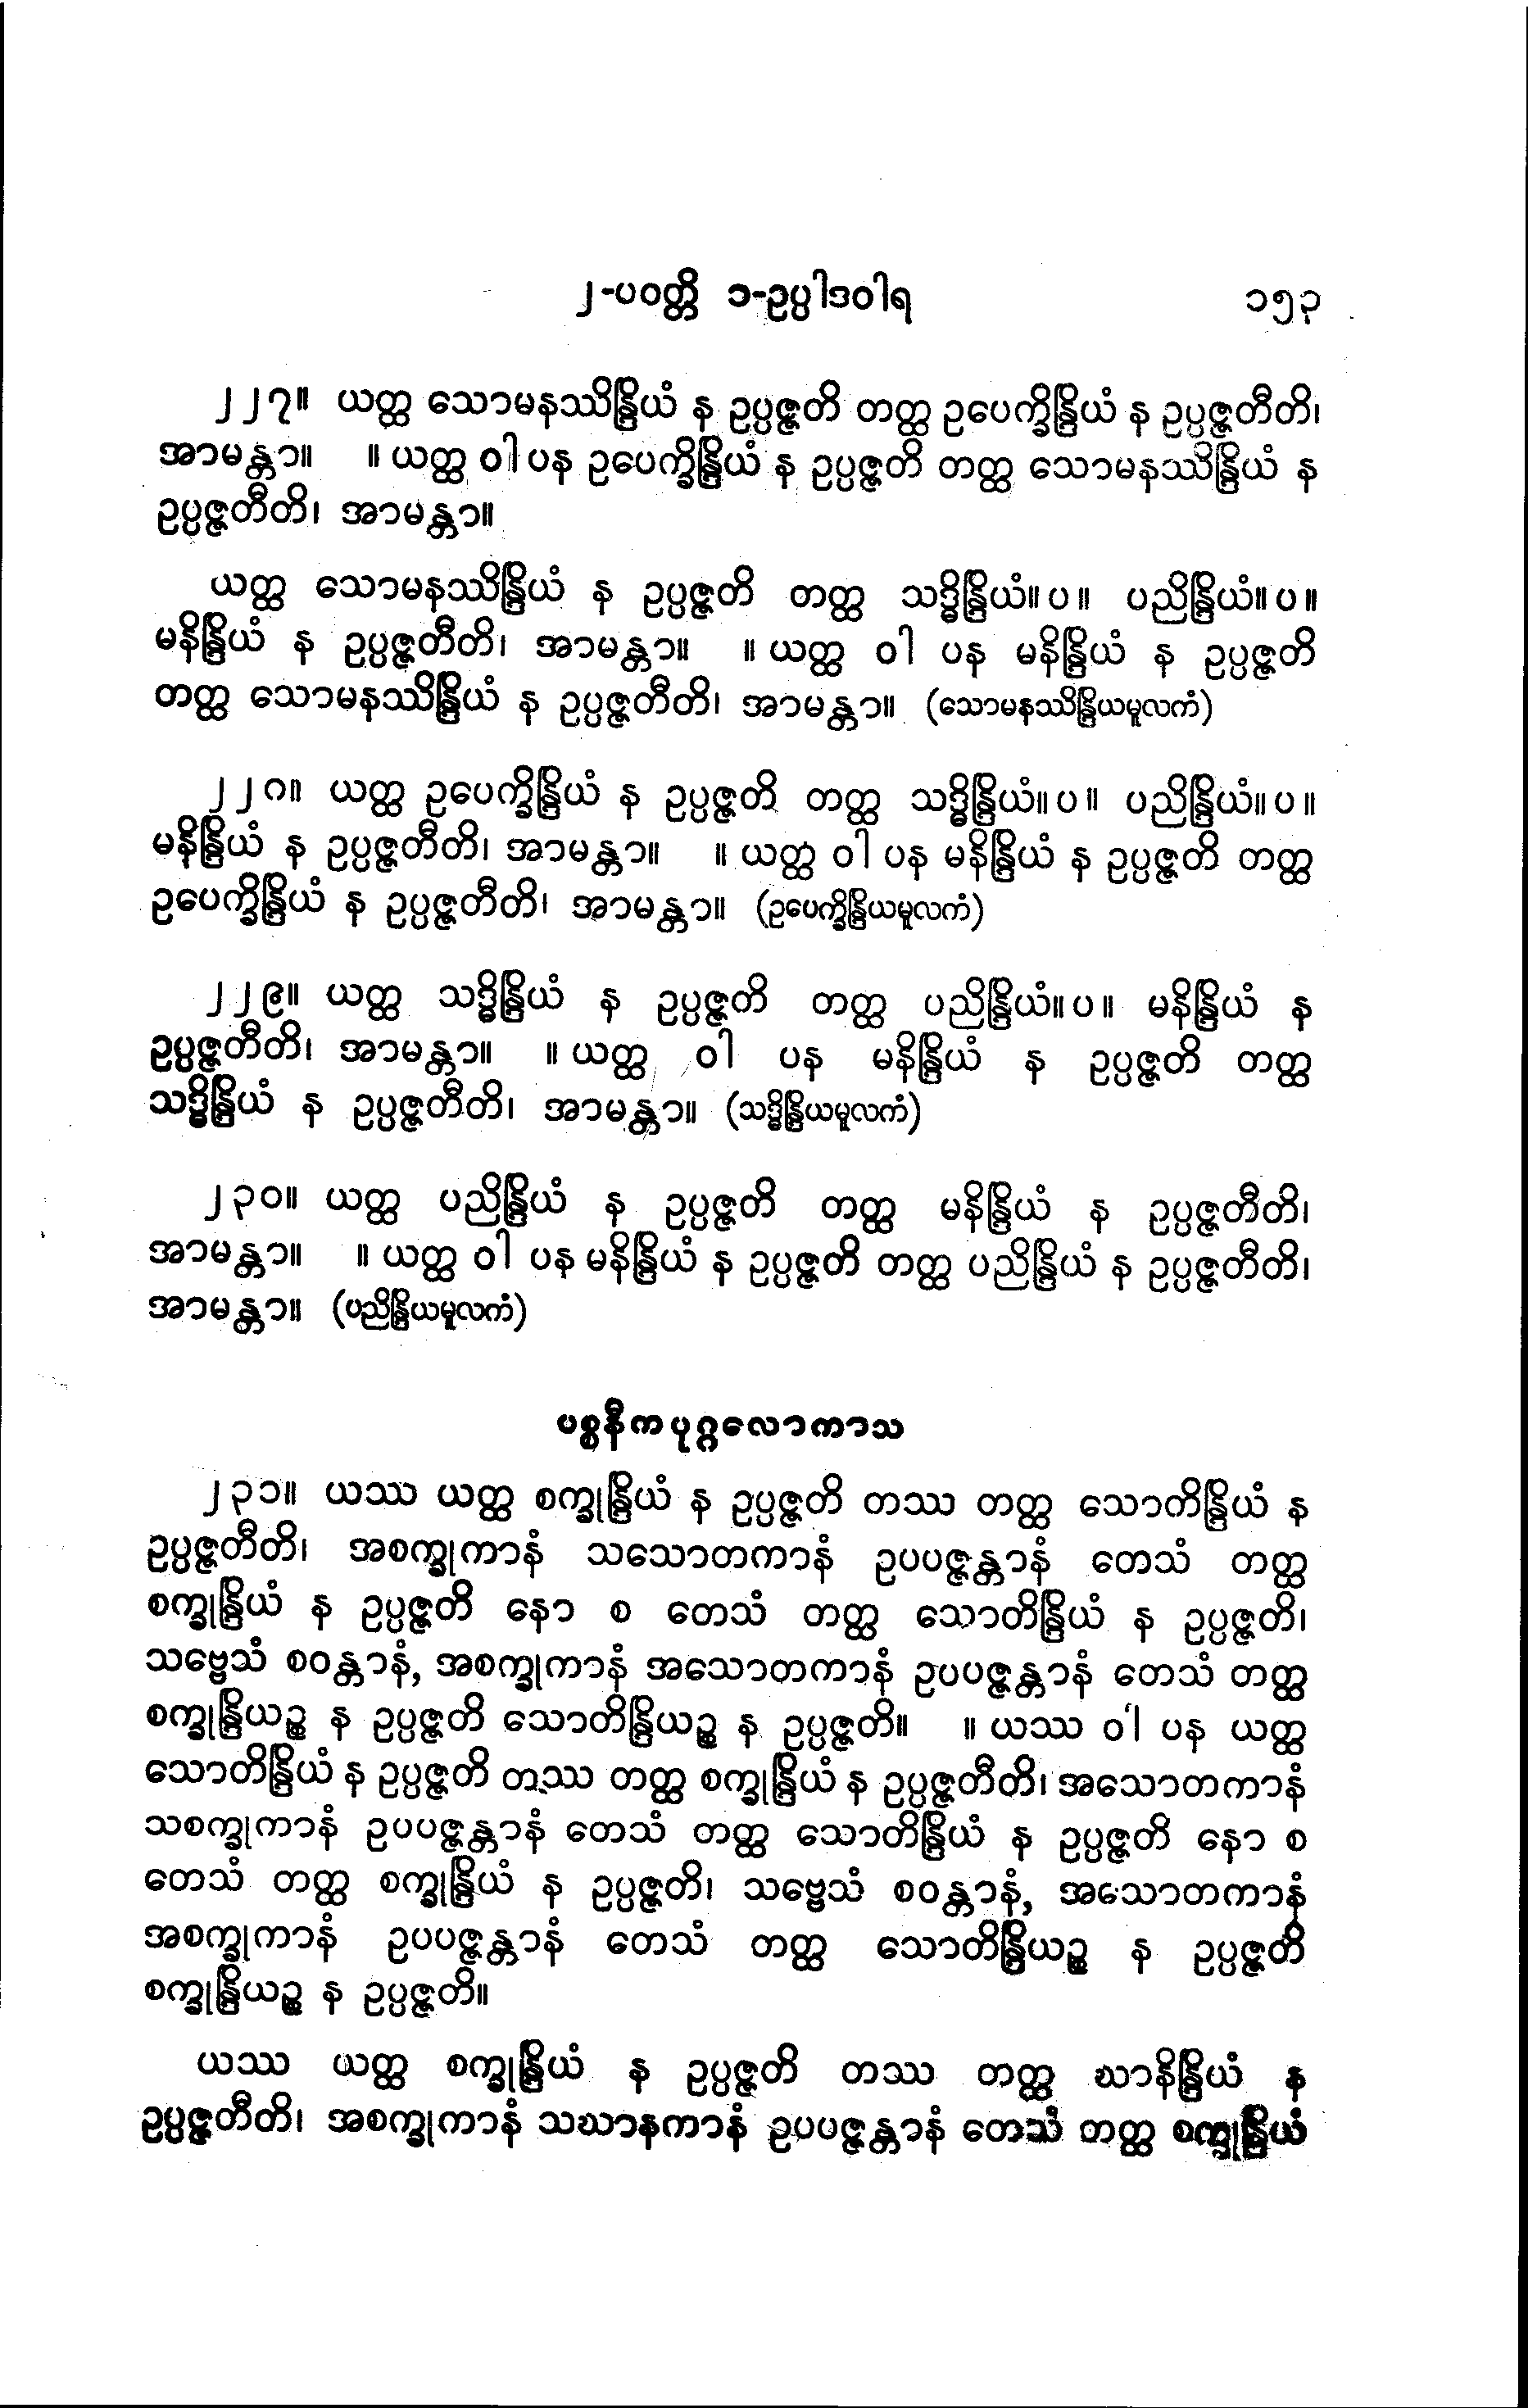 ၂-ပဝတ္တိ ၁-ဥပ္ပါဒဝါရ ၁၅၃
၂၂၇။ ယတ္ထ သောမနဿိန္ဒြိယံ န ဥပ္ပဇ္ဇတိ တတ္ထ ဥပေက္ခိန္ဒြိယံ န ဥပ္ပဇ္ဇတီတိ၊
အာမန္တာ။ ။ ယတ္ထ ဝါ ပန ဥပေက္ခိန္ဒြိယံ န ဥပ္ပဇ္ဇတိ တတ္ထ သောမနဿိန္ဒြိယံ န
ဥပ္ပဇ္ဇတီတိ၊ အာမန္တာ။
ယတ္ထ သောမနဿိန္ဒြိယံ န ဥပ္ပဇ္ဇတိ တတ္ထ သဒ္ဓိန္ဒြိယံ။ပ။ ပညိန္ဒြိယံ။ပ။
မနိန္ဒြိယံ န ဥပ္ပဇ္ဇတီတိ၊ အာမန္တာ။ ။ ယတ္ထ ဝါ ပန မနိန္ဒြိယံ န ဥပ္ပဇ္ဇတိ
တတ္ထ သောမနဿိန္ဒြိယံ န ဥပ္ပဇ္ဇတီတိ၊ အာမန္တာ။ (သောမနဿိန္ဒြိယမူလကံ)
၂၂၈။ ယတ္ထ ဥပေက္ခိန္ဒြိယံ န ဥပ္ပဇ္ဇတိ တတ္ထ သဒ္ဓိန္ဒြိယံ။ပ။ ပညိန္ဒြိယံ။ပ။
မနိန္ဒြိယံ န ဥပ္ပဇ္ဇတီတိ၊ အာမန္တာ။ ။ ယတ္ထ ဝါ ပန မနိန္ဒြိယံ န ဥပ္ပဇ္ဇတိ တတ္ထ
ဥပေက္ခိန္ဒြိယံ န ဥပ္ပဇ္ဇတီတိ၊ အာမန္တာ။ (ဥပေက္ခိန္ဒြိယမူလကံ)
၂၂၉။ ယတ္ထ သဒ္ဓိန္ဒြိယံ န ဥပ္ပဇ္ဇတိ တတ္ထ ပညိန္ဒြိယံ။ပ။ မနိန္ဒြိယံ န
ဥပ္ပဇ္ဇတီတိ၊ အာမန္တာ။ ။ ယတ္ထ ဝါ ပန မနိန္ဒြိယံ န ဥပ္ပဇ္ဇတိ တတ္ထ
သဒ္ဓိန္ဒြိယံ န ဥပ္ပဇ္ဇတီတိ၊ အာမန္တာ။ (သဒ္ဓိန္ဒြိယမူလကံ)
၂၃၀။ ယတ္ထ ပညိန္ဒြိယံ န ဥပ္ပဇ္ဇတိ တတ္ထ မနိန္ဒြိယံ န ဥပ္ပဇ္ဇတီတိ၊
အာမန္တာ။ ။ ယတ္ထ ဝါ ပန မနိန္ဒြိယံ န ဥပ္ပဇ္ဇတိ တတ္ထ ပညိန္ဒြိယံ န ဥပ္ပဇ္ဇတီတိ၊
အာမန္တာ။ (ပညိန္ဒြိယမူလကံ)
ပစ္စနီကပုဂ္ဂလောကာသ
၂၃၁။ ယဿ ယတ္ထ စက္ခုန္ဒြိယံ န ဥပ္ပဇ္ဇတိ တဿ တတ္ထ သောတိန္ဒြိယံ န
ဥပ္ပဇ္ဇတီတိ၊ အစက္ခုကာနံ သသောတကာနံ ဥပပဇ္ဇန္တာနံ တေသံ တတ္ထ
စက္ခုန္ဒြိယံ န ဥပ္ပဇ္ဇတိ နော စ တေသံ တတ္ထ သောတိန္ဒြိယံ န ဥပ္ပဇ္ဇတိ၊
သဗ္ဗေသံ စဝန္တာနံ, အစက္ခုကာနံ အသောတကာနံ ဥပပဇ္ဇန္တာနံ တေသံ တတ္ထ
စက္ခုန္ဒြိယဉ္စ န ဥပ္ပဇ္ဇတိ သောတိန္ဒြိယဉ္စ န ဥပ္ပဇ္ဇတိ။ ။ ယဿ ဝါ ပန ယတ္ထ
သောတိန္ဒြိယံ န ဥပ္ပဇ္ဇတိ တဿ တတ္ထ စက္ခုန္ဒြိယံ န ဥပ္ပဇ္ဇတီတိ၊ အသောတကာနံ
သစက္ခုကာနံ ဥပပဇ္ဇန္တာနံ တေသံ တတ္ထ သောတိန္ဒြိယံ န ဥပ္ပဇ္ဇတိ နော စ
တေသံ တတ္ထ စက္ခုန္ဒြိယံ န ဥပ္ပဇ္ဇတိ၊ သဗ္ဗေသံ စဝန္တာနံ, အသောတကာနံ
အစက္ခုကာနံ ဥပပဇ္ဇန္တာနံ တေသံ တတ္ထ သောတိန္ဒြိယဉ္စ န ဥပ္ပဇ္ဇတိ
စက္ခုန္ဒြိယဉ္စ န ဥပ္ပဇ္ဇတိ။
ယဿ ယတ္ထ စက္ခုန္ဒြိယံ န ဥပ္ပဇ္ဇတိ တဿ တတ္ထ ဃာနိန္ဒြိယံ န
ဥပ္ပဇ္ဇတီတိ၊ အစက္ခုကာနံ သဃာနကာနံ ဥပပဇ္ဇန္တာနံ တေသံ တတ္ထ စက္ခုန္ဒြိယံ